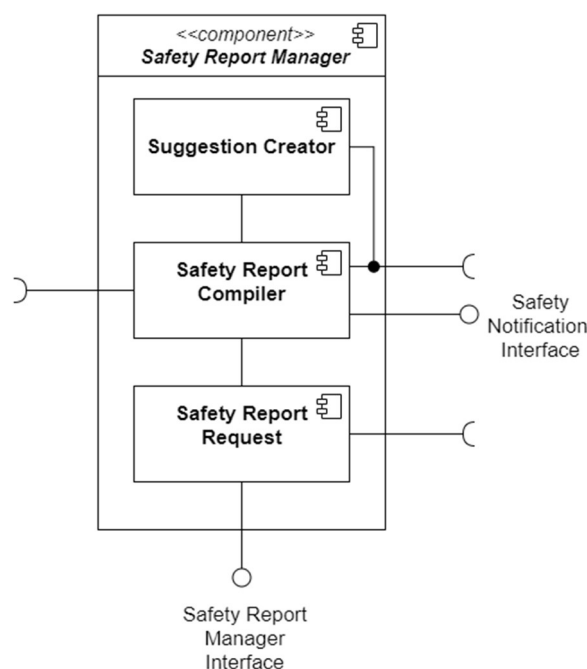 <<component>>
Safety Report Manager
Suggestion Creator
Safety Report
Compiler
Safety
Notification
Interface
Safety Report
Request
Safety Report
Manager
Interface